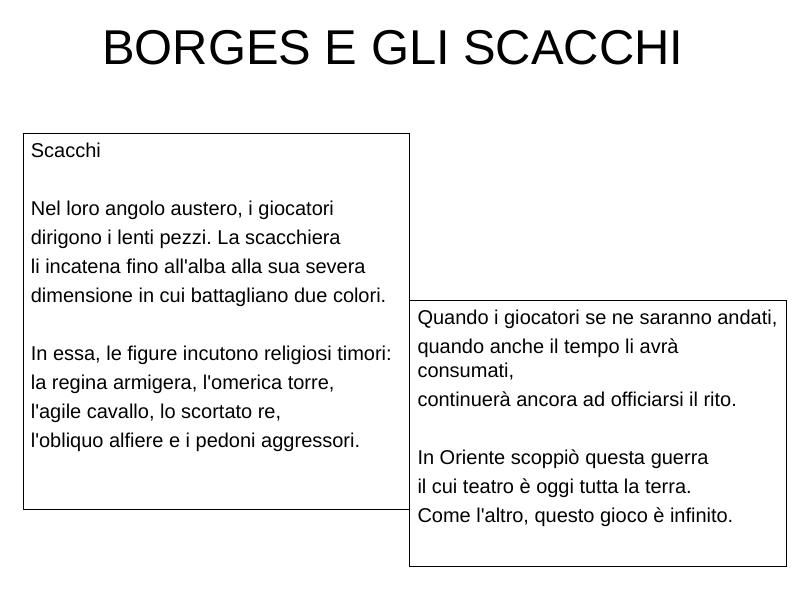 BORGES E GLI SCACCHI
Scacchi
Nel loro angolo austero, i giocatori
dirigono i lenti pezzi. La scacchiera
li incatena fino all'alba alla sua severa
dimensione in cui battagliano due colori.
In essa, le figure incutono religiosi timori:
la regina armigera, l'omerica torre,
l'agile cavallo, lo scortato re,
l'obliquo alfiere e i pedoni aggressori.
Quando i giocatori se ne saranno andati,
quando anche il tempo li avrà
consumati,
continuerà ancora ad officiarsi il rito.
In Oriente scoppiò questa guerra
il cui teatro è oggi tutta la terra.
Come l'altro, questo gioco è infinito.